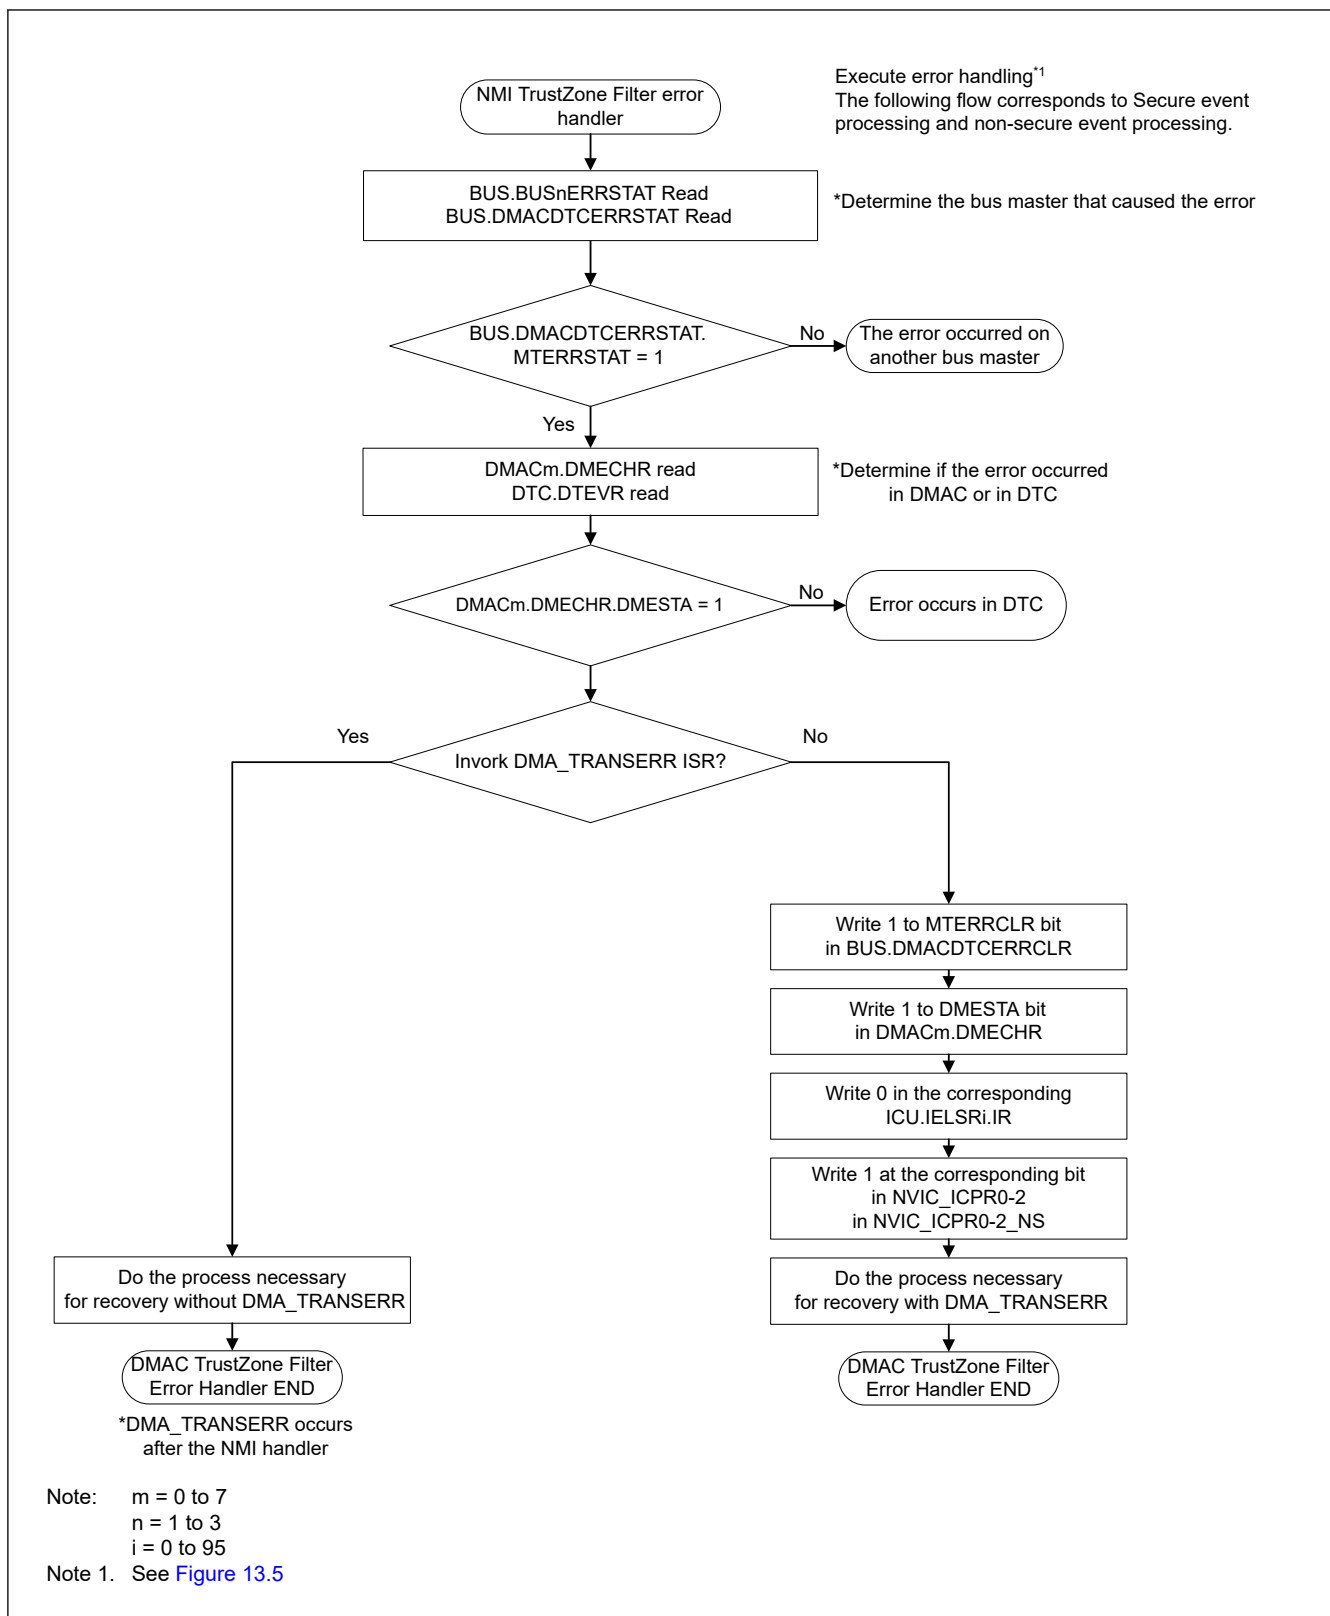 Execute error handling*1
The following flow corresponds to Secure event
processing and non-secure event processing.
NMI TrustZone Filter error
handler
BUS.BUSnERRSTAT Read
BUS.DMACDTCERRSTAT Read
*Determine the bus master that caused the error
BUS.DMACDTCERRSTAT.
MTERRSTAT = 1
No
The error occurred on
another bus master
Yes
DMACm.DMECHR read
DTC.DTEVR read
*Determine if the error occurred
in DMAC or in DTC
DMACm.DMECHR.DMESTA = 1
No
Error occurs in DTC
Invork DMA_TRANSERR ISR?
Yes
No
Write 1 to MTERRCLR bit
in BUS.DMACDTCERRCLR
Write 1 to DMESTA bit
in DMACm.DMECHR
Write 0 in the corresponding
ICU.IELSRi.IR
Write 1 at the corresponding bit
in NVIC_ICPR0-2
in NVIC_ICPR0-2_NS
Do the process necessary
for recovery without DMA_TRANSERR
Do the process necessary
for recovery with DMA_TRANSERR
DMAC TrustZone Filter
Error Handler END
DMAC TrustZone Filter
Error Handler END
*DMA_TRANSERR occurs
after the NMI handler
Note: m = 0 to 7
n = 1 to 3
i = 0 to 95
Note 1. See Figure 13.5